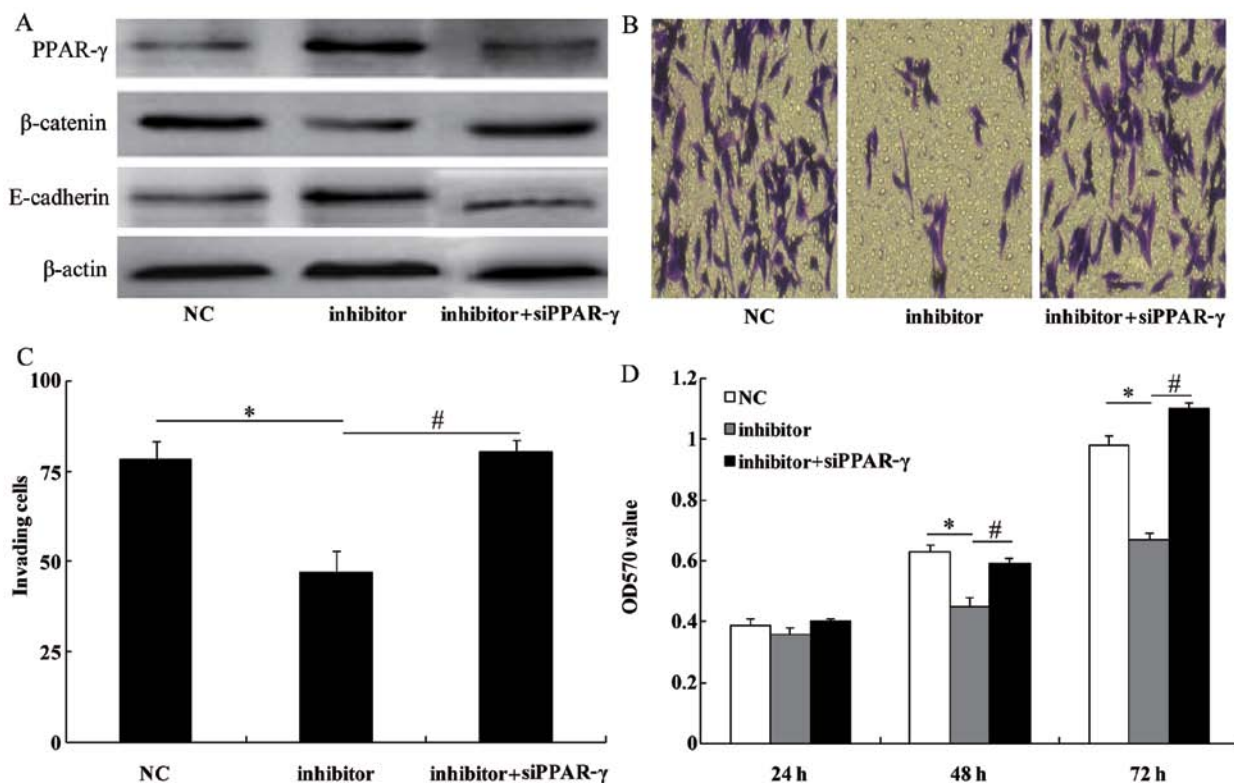 A
PPAR-γ
β-catenin
E-cadherin
β-actin
NC inhibitor inhibitor+siPPAR-γ
B
NC inhibitor inhibitor+siPPAR-γ
C
100
75
50
25
0
Invading cells
*
#
NC inhibitor inhibitor+siPPAR-γ
D
1.2
1
0.8
0.6
0.4
0.2
0
OD570 value
NC
inhibitor
inhibitor+siPPAR-γ
* #
* #
24 h 48 h 72 h